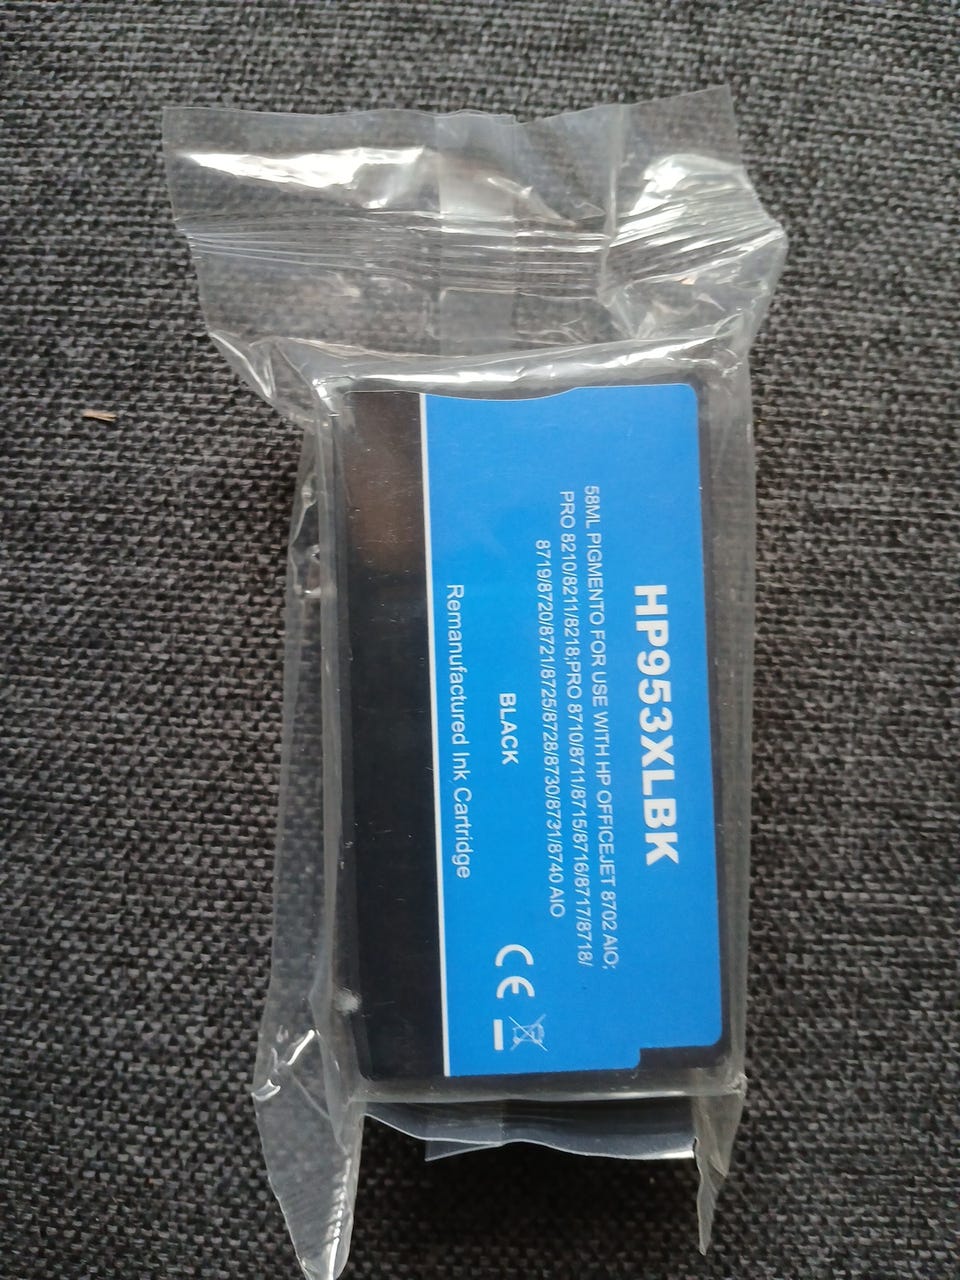 HP953XLBK
58ML PIGMENTO FOR USE WITH HP OFFICEJET 8702 AIO;
PRO 8210/8211/8218;PRO 8710/8711/8715/8716/8717/8718/
8719/8720/8721/8725/8728/8730/8731/8740 AIO
BLACK
CE
Remanufactured Ink Cartridge